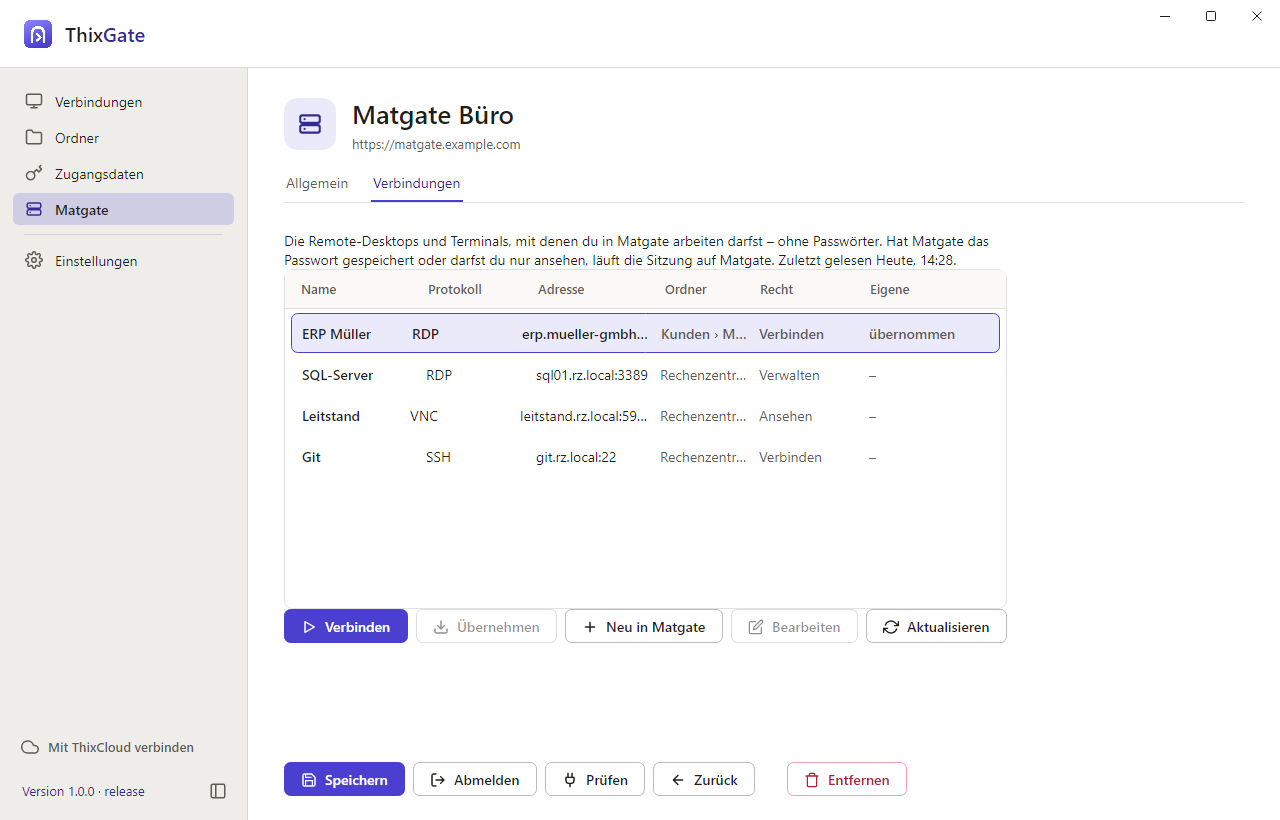 ThixGate
Verbindungen
Ordner
Zugangsdaten
Matgate
Einstellungen
Mit ThixCloud verbinden
Version 1.0.0 · release
Matgate Büro
https://matgate.example.com
Allgemein Verbindungen
Die Remote-Desktops und Terminals, mit denen du in Matgate arbeiten darfst – ohne Passwörter. Hat Matgate das
Passwort gespeichert oder darfst du nur ansehen, läuft die Sitzung auf Matgate. Zuletzt gelesen Heute, 14:28.
Name Protokoll Adresse Ordner Recht Eigene
ERP Müller RDP erp.mueller-gmbh... Kunden › M... Verbinden übernommen
SQL-Server RDP sql01.rz.local:3389 Rechenzentr... Verwalten –
Leitstand VNC leitstand.rz.local:59... Rechenzentr... Ansehen –
Git SSH git.rz.local:22 Rechenzentr... Verbinden –
Verbinden Übernehmen Neu in Matgate Bearbeiten Aktualisieren
Speichern Abmelden Prüfen Zurück Entfernen